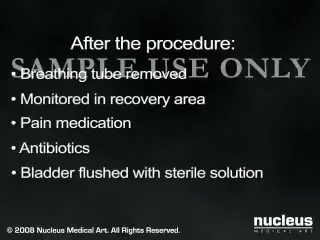 After the procedure:
SAMPLE USE ONLY
• Breathing tube removed
• Monitored in recovery area
• Pain medication
• Antibiotics
• Bladder flushed with sterile solution
nucleus
MEDICAL ART
© 2008 Nucleus Medical Art. All Rights Reserved.